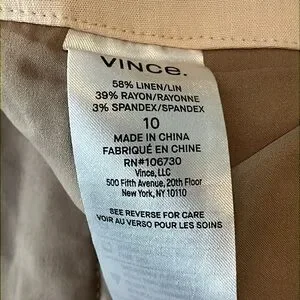 VINCE.
58% LINEN/LIN
39% RAYON/RAYONNE
3% SPANDEX/SPANDEX
10
MADE IN CHINA
FABRIQUÉ EN CHINE
RN#106730
Vince, LLC
500 Fifth Avenue, 20th Floor
New York, NY 10110
SEE REVERSE FOR CARE
VOIR AU VERSO POUR LES SOINS